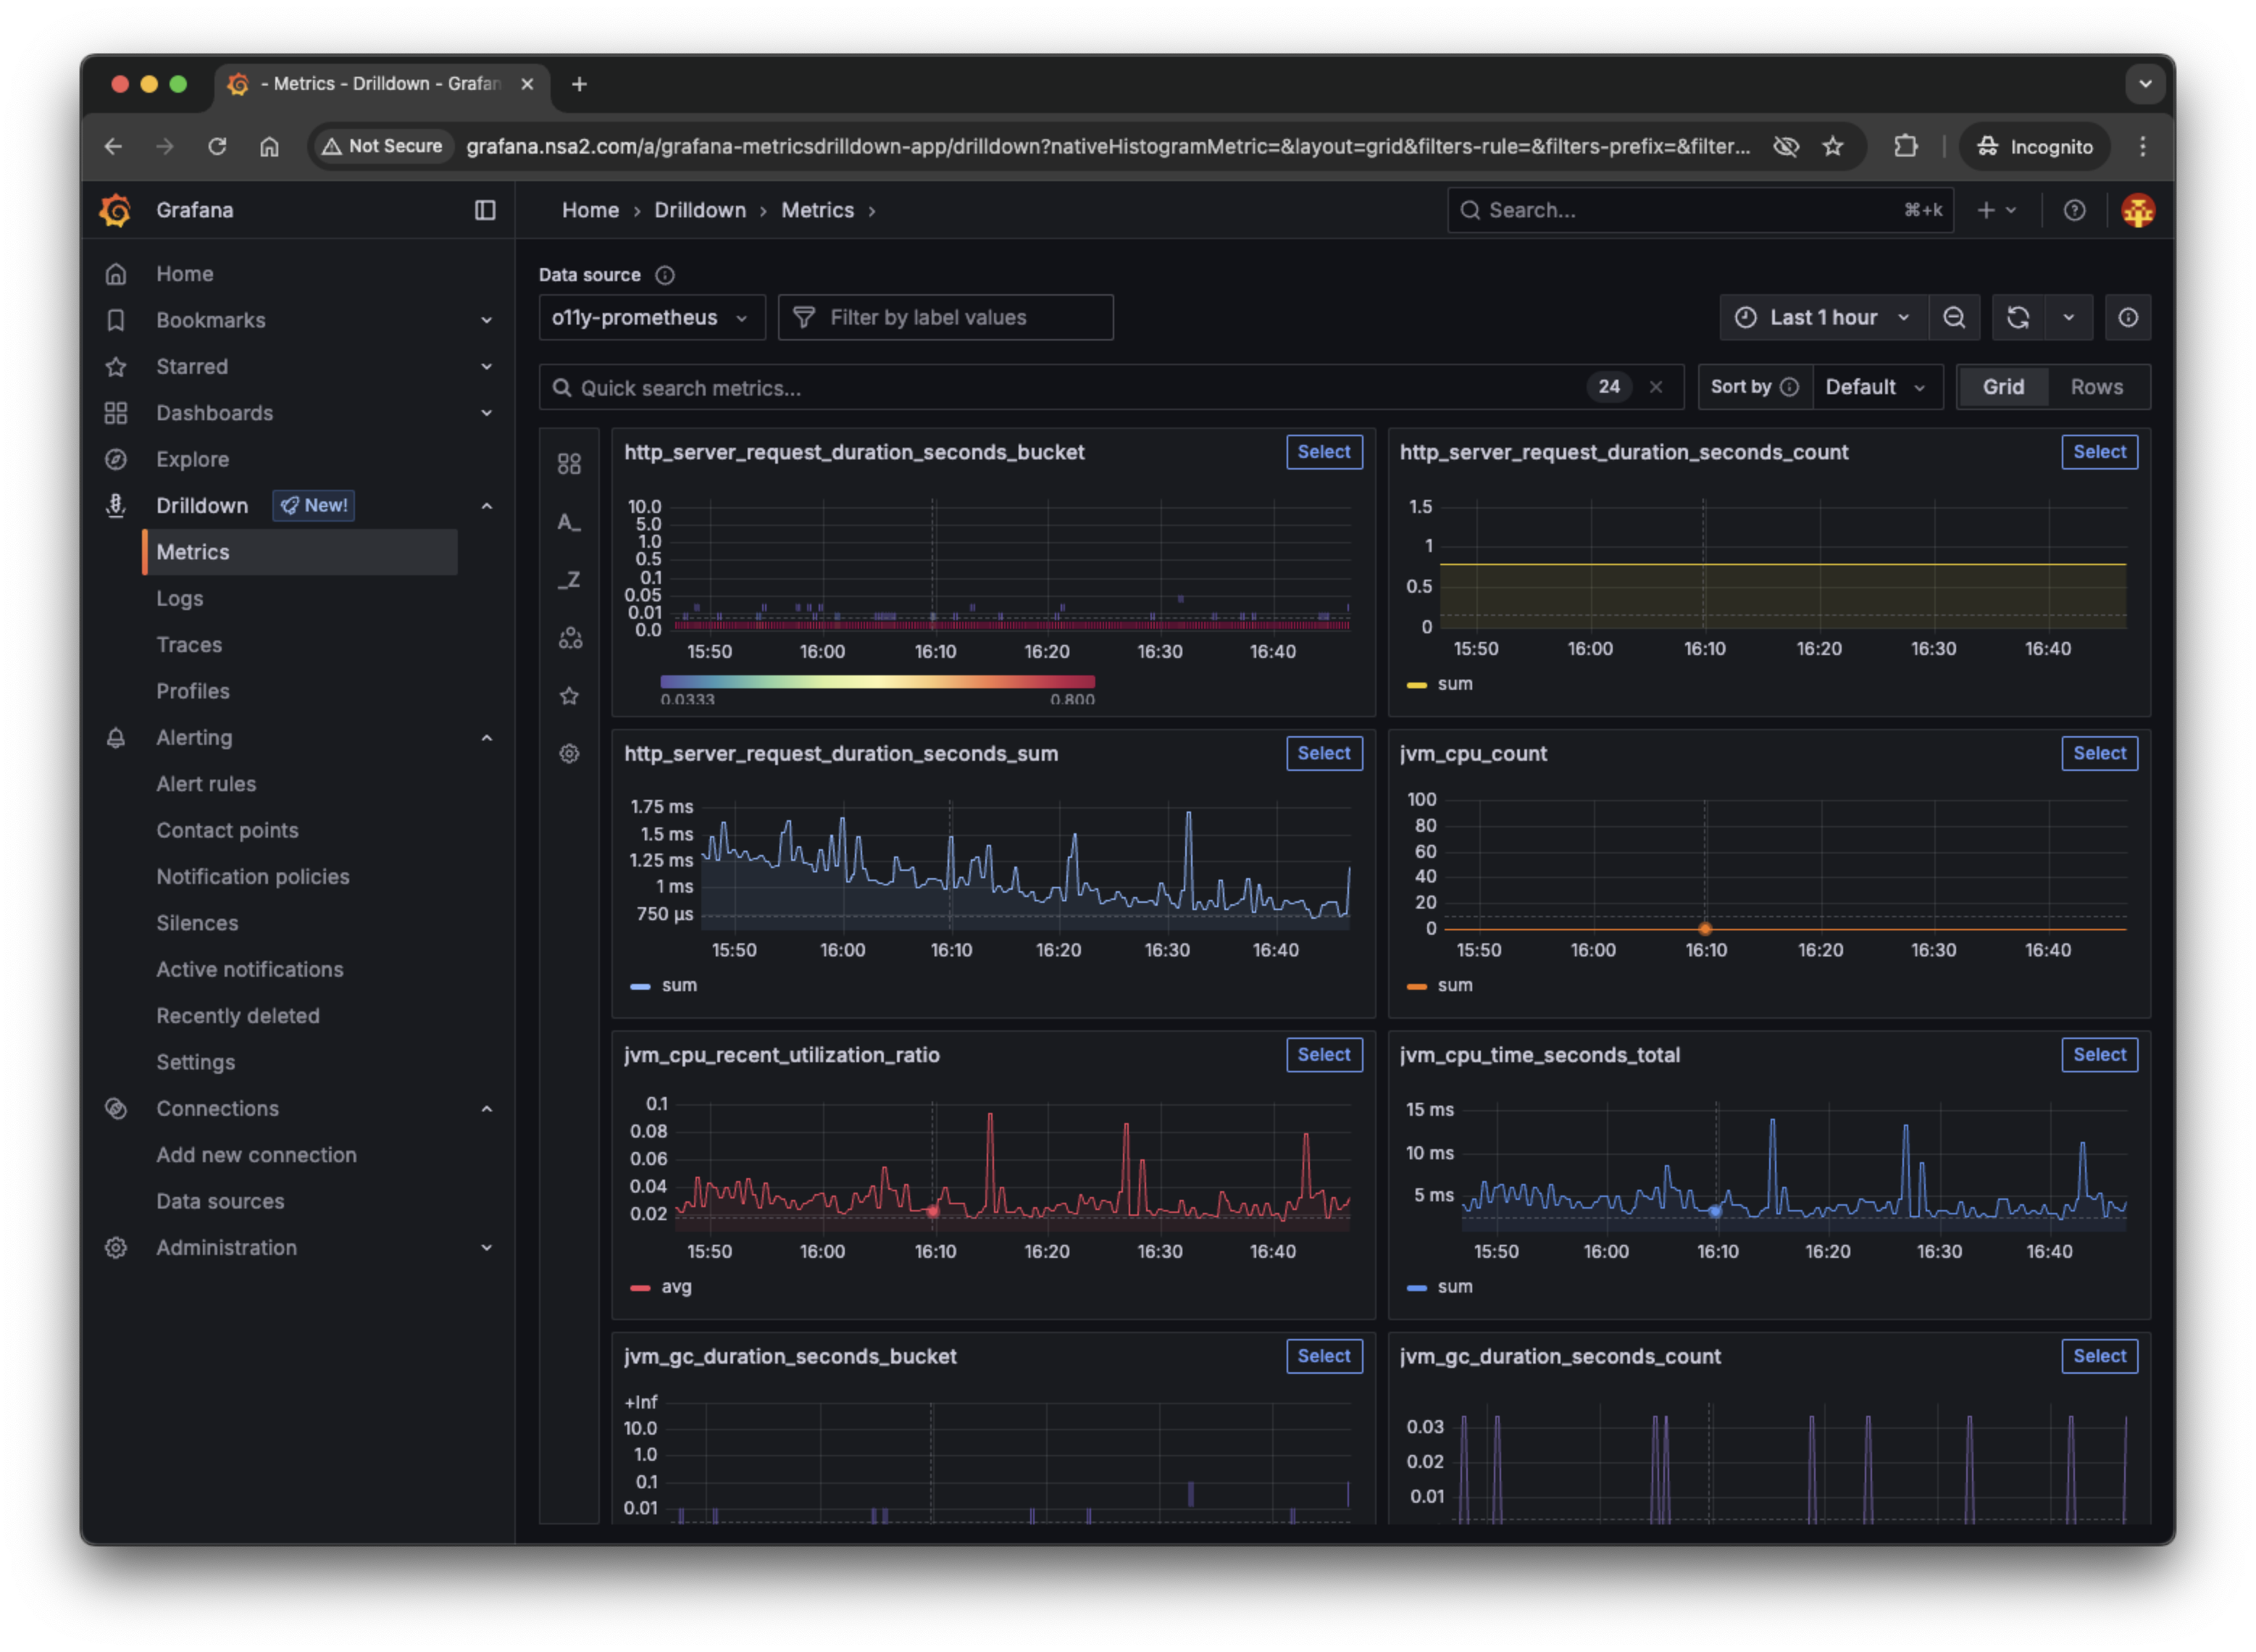 - Metrics - Drilldown - Grafan
Not Secure
grafana.nsa2.com/a/grafana-metricsdrilldown-app/drilldown?nativeHistogramMetric=&layout=grid&filters-rule=&filters-prefix=&filter...
Incognito
Grafana
Home › Drilldown › Metrics ›
Search...
⌘+k
Home
Bookmarks
Starred
Dashboards
Explore
Drilldown
New!
Metrics
Logs
Traces
Profiles
Alerting
Alert rules
Contact points
Notification policies
Silences
Active notifications
Recently deleted
Settings
Connections
Add new connection
Data sources
Administration
Data source
o11y-prometheus
Filter by label values
Last 1 hour
Quick search metrics...
24
Sort by
Default
Grid
Rows
A_
_Z
http_server_request_duration_seconds_bucket
Select
10.0
5.0
1.0
0.5
0.1
0.05
0.01
0.0
15:50 16:00 16:10 16:20 16:30 16:40
0.0333 0.800
http_server_request_duration_seconds_count
Select
1.5
1
0.5
0
15:50 16:00 16:10 16:20 16:30 16:40
sum
http_server_request_duration_seconds_sum
Select
1.75 ms
1.5 ms
1.25 ms
1 ms
750 µs
15:50 16:00 16:10 16:20 16:30 16:40
sum
jvm_cpu_count
Select
100
80
60
40
20
0
15:50 16:00 16:10 16:20 16:30 16:40
sum
jvm_cpu_recent_utilization_ratio
Select
0.1
0.08
0.06
0.04
0.02
15:50 16:00 16:10 16:20 16:30 16:40
avg
jvm_cpu_time_seconds_total
Select
15 ms
10 ms
5 ms
15:50 16:00 16:10 16:20 16:30 16:40
sum
jvm_gc_duration_seconds_bucket
Select
+Inf
10.0
1.0
0.1
0.01
jvm_gc_duration_seconds_count
Select
0.03
0.02
0.01